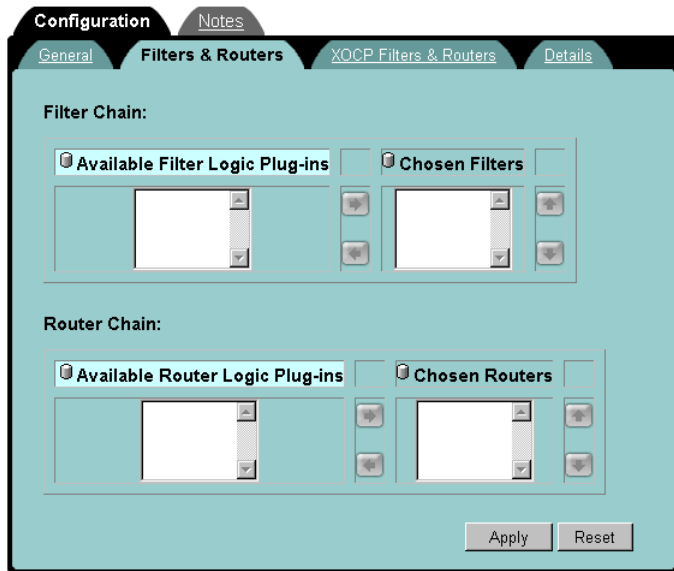 Configuration Notes
General Filters & Routers XOCP Filters & Routers Details
Filter Chain:
Available Filter Logic Plug-ins Chosen Filters
Router Chain:
Available Router Logic Plug-ins Chosen Routers
Apply Reset